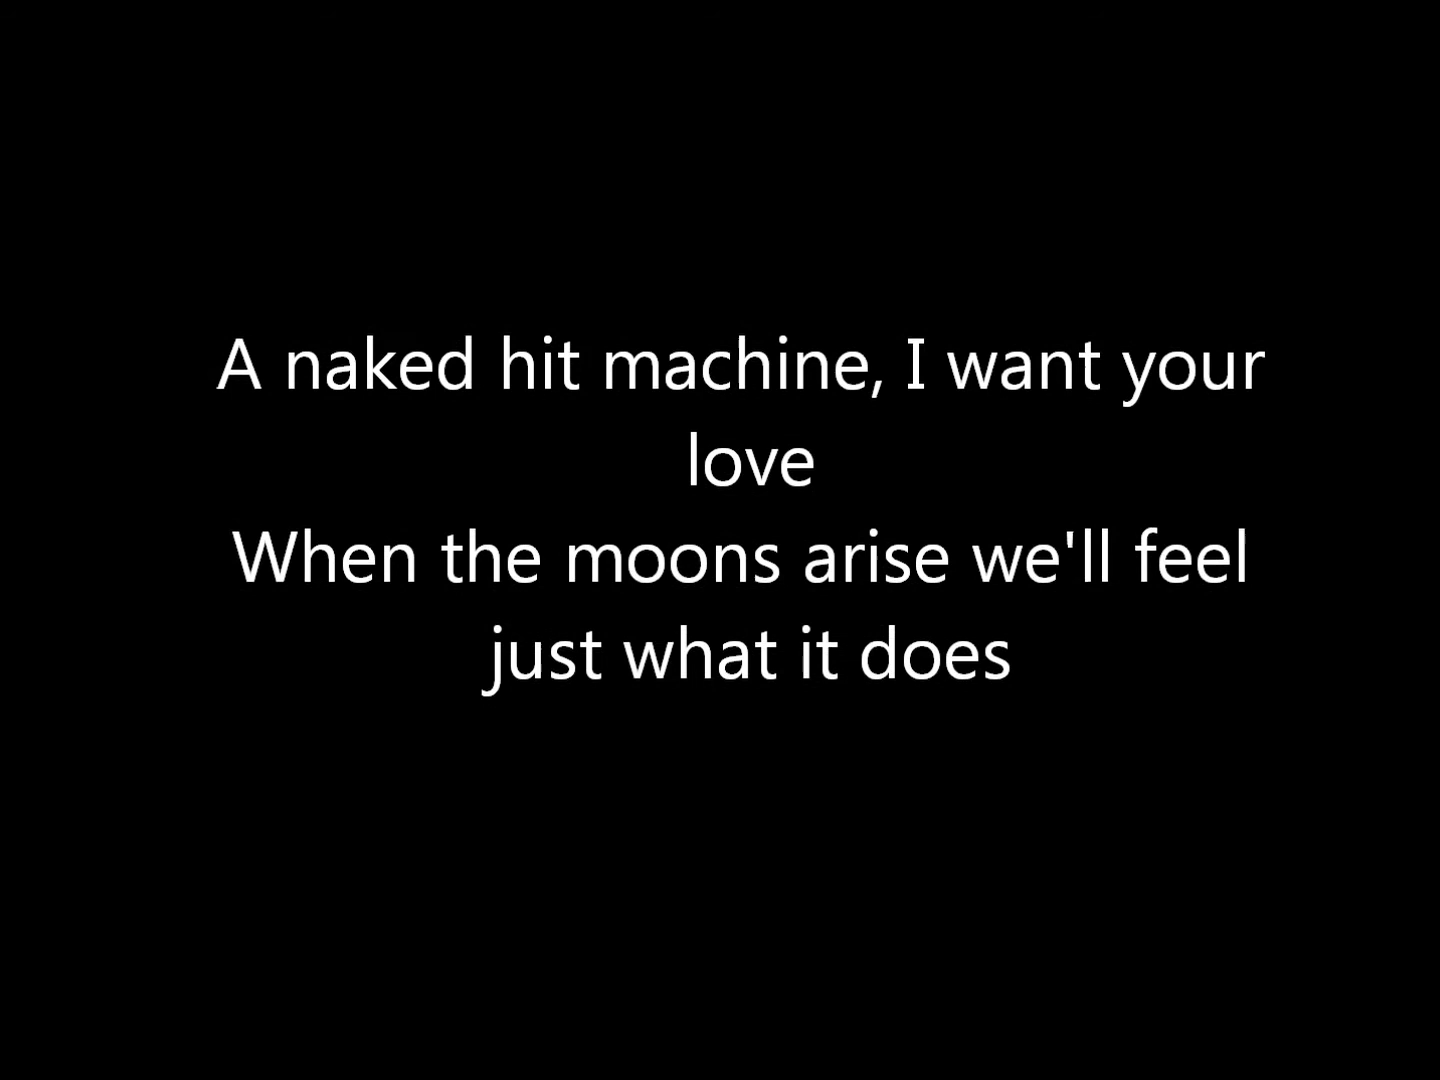 A naked hit machine, I want your
love
When the moons arise we'll feel
just what it does